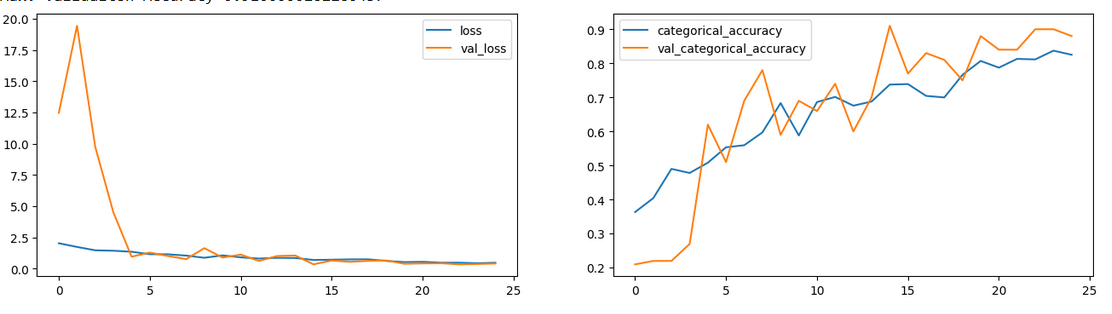 20.0
17.5
15.0
12.5
10.0
7.5
5.0
2.5
0.0
0 5 10 15 20 25
loss
val_loss
0.9
0.8
0.7
0.6
0.5
0.4
0.3
0.2
0 5 10 15 20 25
categorical_accuracy
val_categorical_accuracy